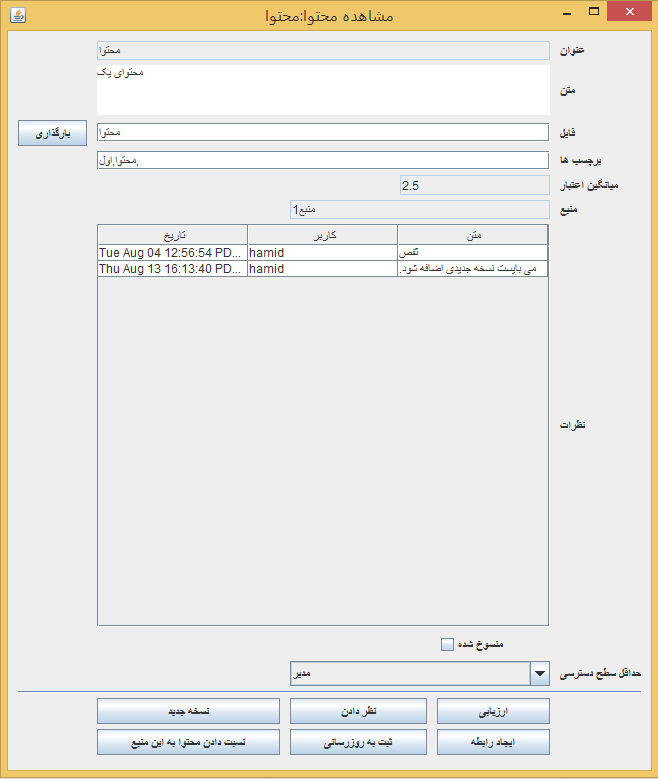 مشاهده محتوا:محتوا
عنوان محتوا
متن محتوای یک
فایل محتوا بارگذاری
برچسب ها محتوا,اول,
میانگین اعتبار 2.5
منبع منبع1
متن کاربر تاریخ
نقص hamid Tue Aug 04 12:56:54 PD...
می بایست نسخه جدیدی اضافه شود. hamid Thu Aug 13 16:13:40 PD...
نظرات
منسوخ شده
حداقل سطح دسترسی مدیر
ارزیابی نظر دادن نسخه جدید
ایجاد رابطه ثبت به روزرسانی نسبت دادن محتوا به این منبع